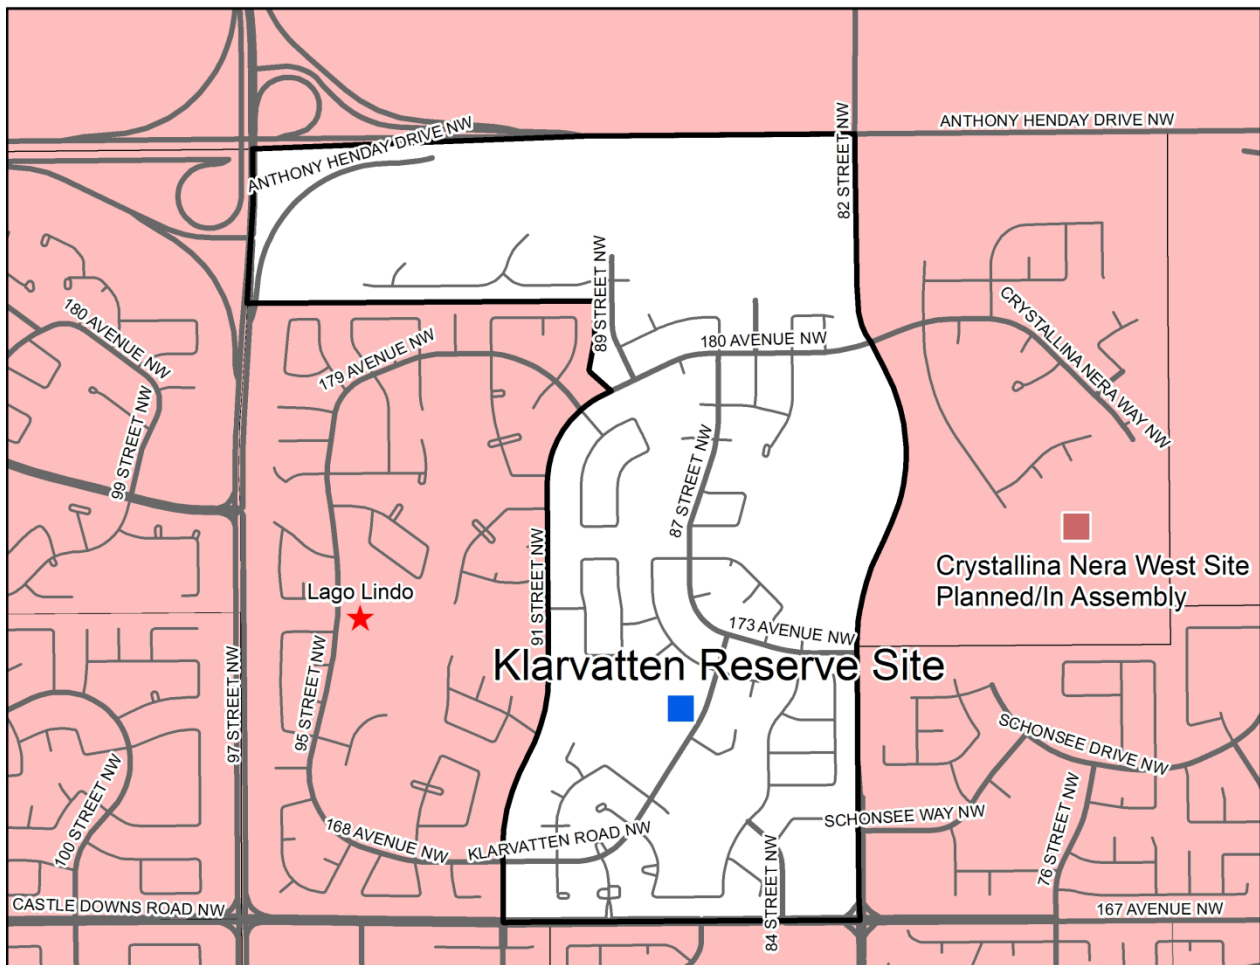 ANTHONY HENDAY DRIVE NW
ANTHONY HENDAY DRIVE NW
82 STREET NW
89 STREET NW
180 AVENUE NW
179 AVENUE NW
180 AVENUE NW
CRYSTALLINA NERA WAY NW
99 STREET NW
87 STREET NW
91 STREET NW
Crystallina Nera West Site
Planned/In Assembly
Lago Lindo
173 AVENUE NW
Klarvatten Reserve Site
97 STREET NW
95 STREET NW
SCHONSEE DRIVE NW
100 STREET NW
168 AVENUE NW
KLARVATTEN ROAD NW
SCHONSEE WAY NW
76 STREET NW
84 STREET NW
CASTLE DOWNS ROAD NW
167 AVENUE NW